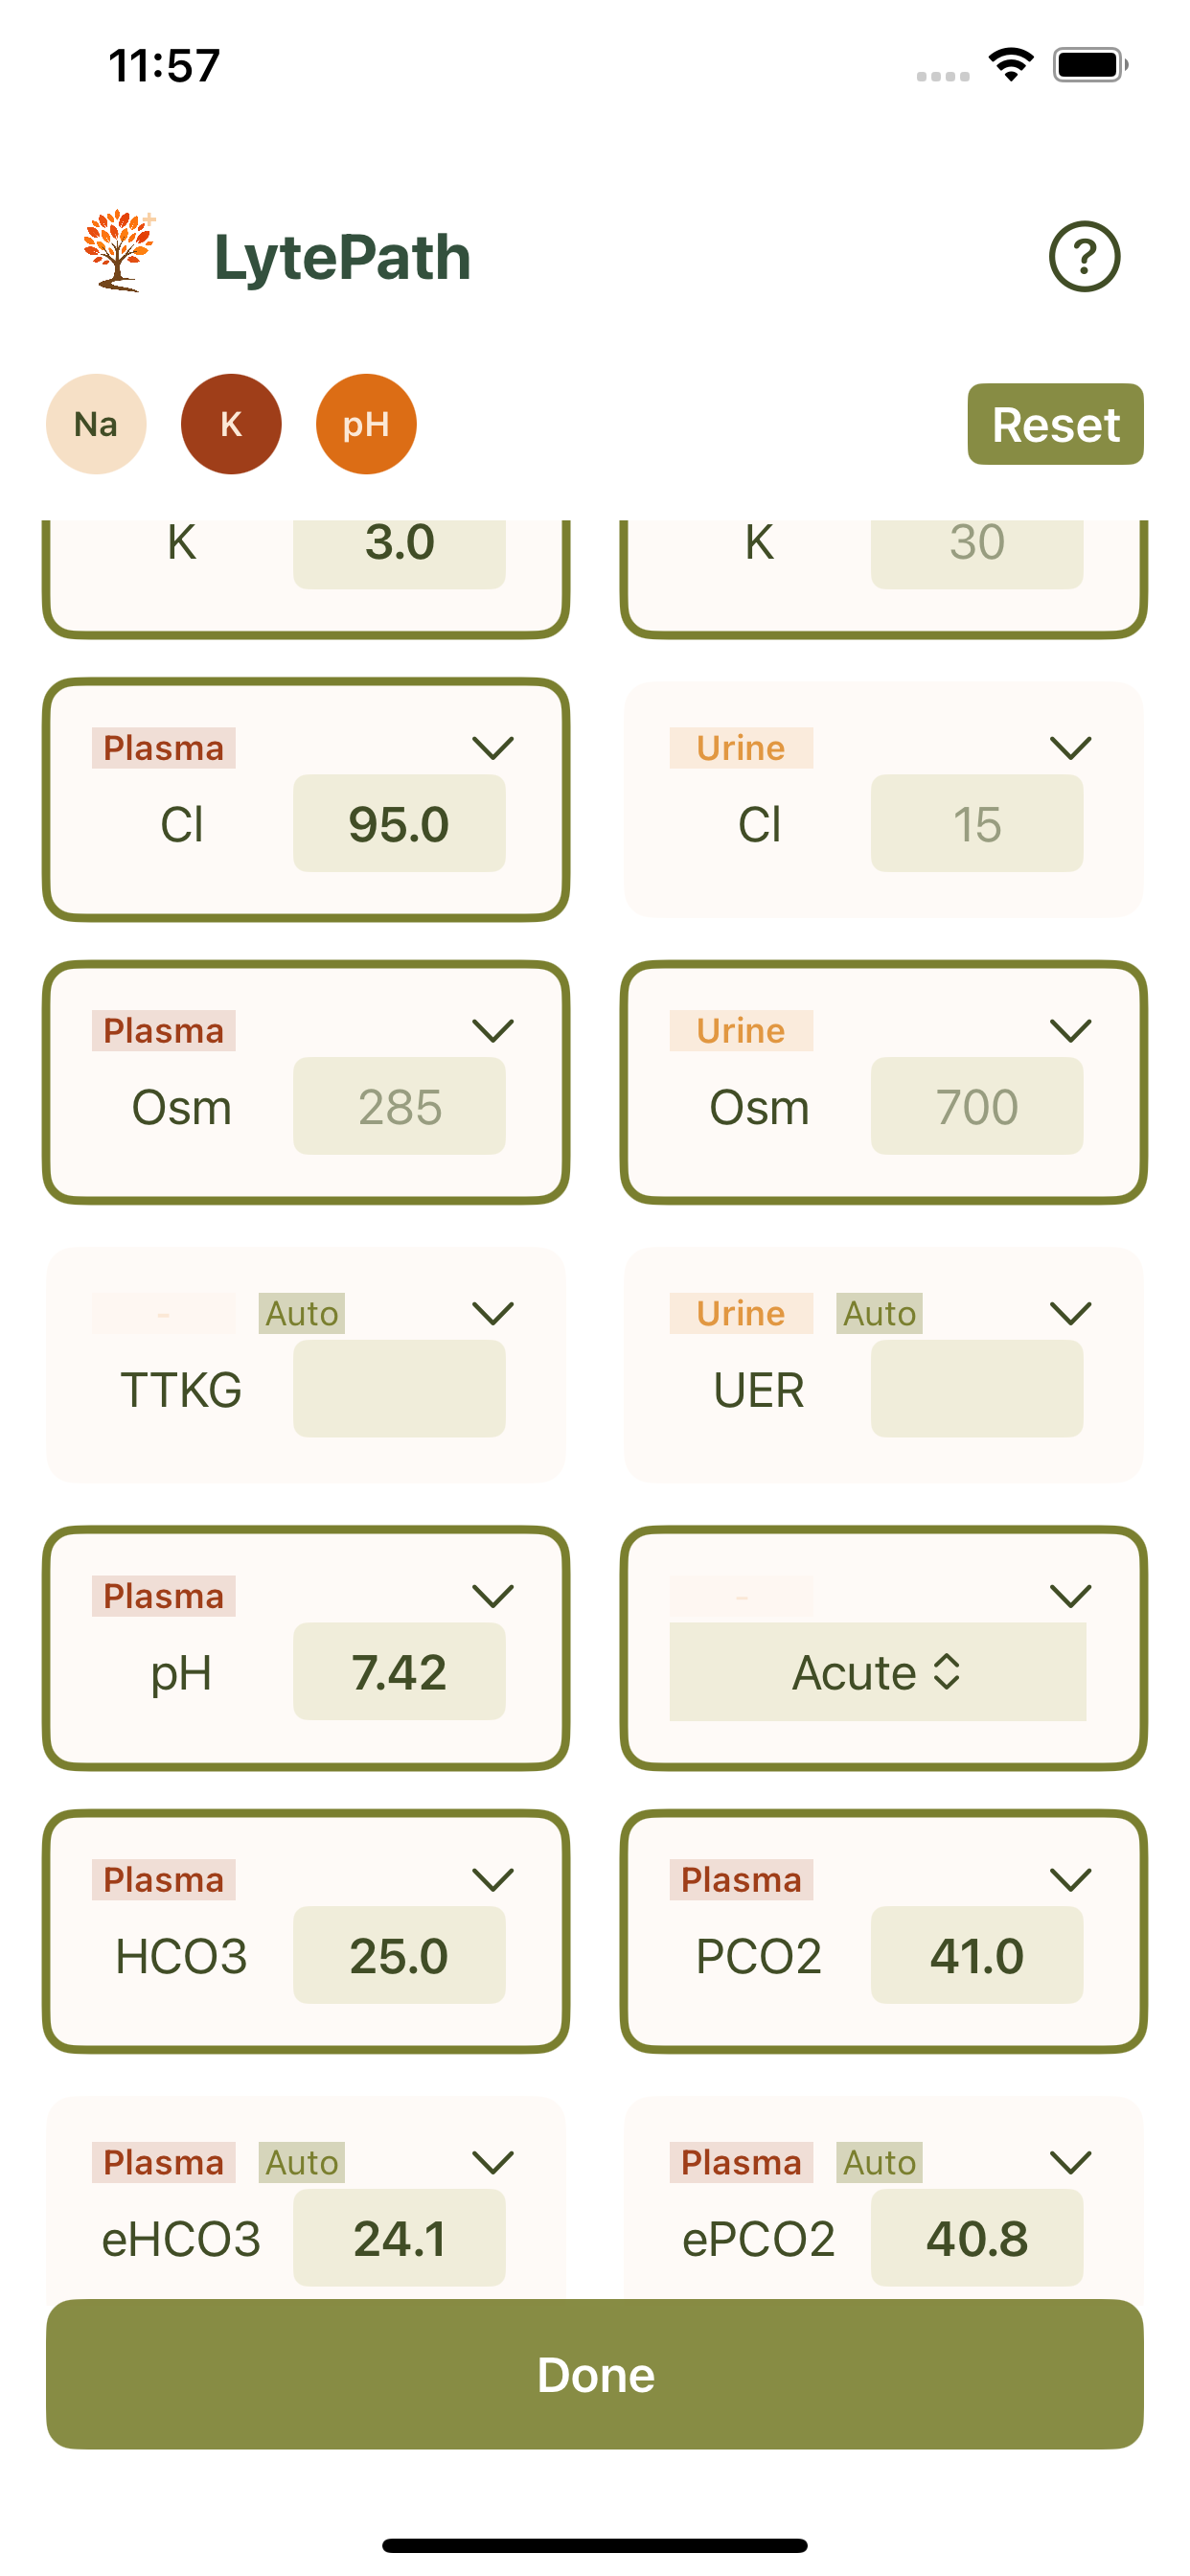 11:57
LytePath
?
Na K pH Reset
K 3.0 K 30
Plasma Urine
Cl 95.0 Cl 15
Plasma Urine
Osm 285 Osm 700
- Auto Urine Auto
TTKG UER
Plasma -
pH 7.42 Acute
Plasma Plasma
HCO3 25.0 PCO2 41.0
Plasma Auto Plasma Auto
eHCO3 24.1 ePCO2 40.8
Done